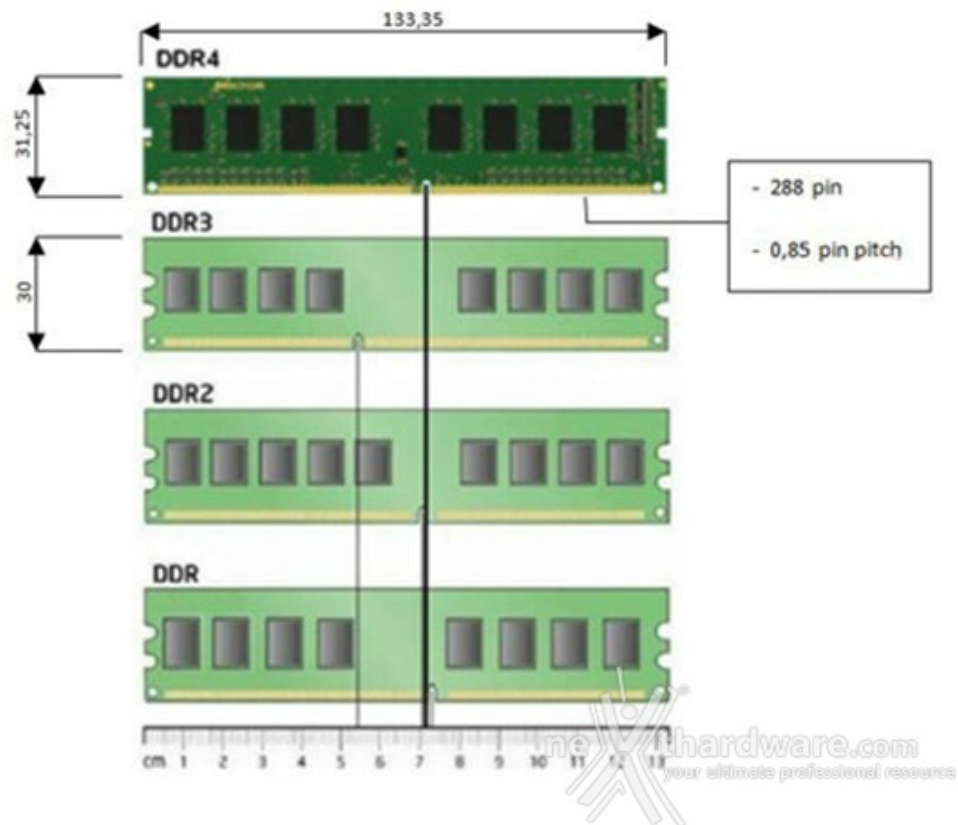 133,35
DDR4
31,25
Micron
- 288 pin
- 0,85 pin pitch
DDR3
30
DDR2
DDR
cm 1 2 3 4 5 6 7 8 9 10 11 12 13
nexthardware.com
your ultimate professional resource